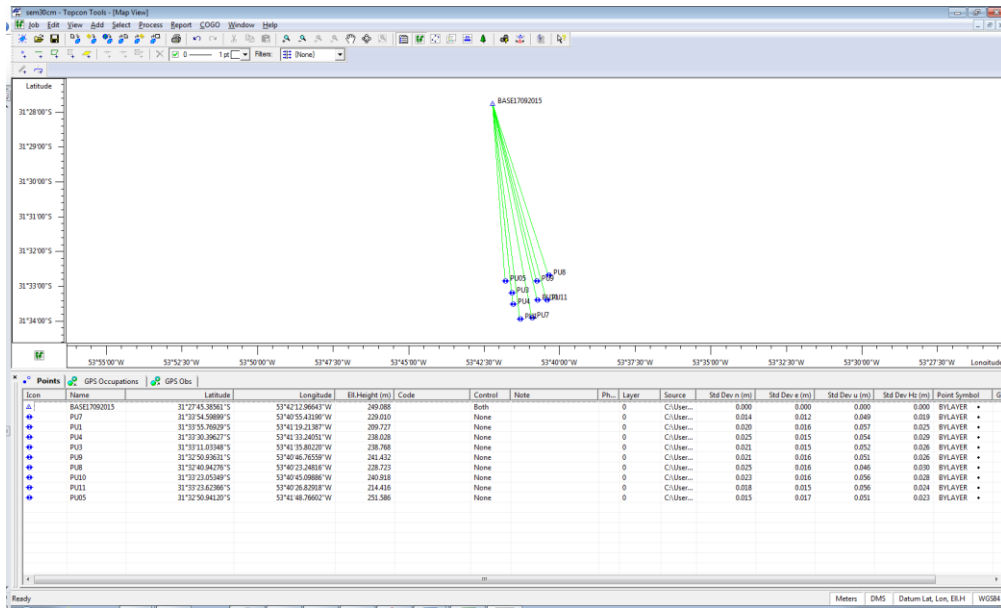 sem30cm - Topcon Tools - [Map View]
Job Edit View Add Select Process Report COGO Window Help
0 1 pt Filters: [None]
Latitude
BASE17092015
31°28'00"S
31°29'00"S
31°30'00"S
31°31'00"S
31°32'00"S
PU05 PU9 PU8
31°33'00"S
PU3 PU11
PU4
31°34'00"S
PU7
53°55'00"W 53°52'30"W 53°50'00"W 53°47'30"W 53°45'00"W 53°42'30"W 53°40'00"W 53°37'30"W 53°35'00"W 53°32'30"W 53°30'00"W 53°27'30"W Longitude
Points GPS Occupations GPS Obs
Icon Name Latitude Longitude Ell.Height (m) Code Control Note Ph... Layer Source Std Dev n (m) Std Dev e (m) Std Dev u (m) Std Dev Hz (m) Point Symbol G
BASE17092015 31°27'45.38561"S 53°42'12.96643"W 249.088 Both 0 C:\User... 0.000 0.000 0.000 0.000 BYLAYER
PU7 31°33'54.59899"S 53°40'55.43190"W 229.010 None 0 C:\User... 0.014 0.012 0.049 0.019 BYLAYER
PU1 31°33'55.76929"S 53°41'19.21387"W 209.727 None 0 C:\User... 0.020 0.016 0.057 0.025 BYLAYER
PU4 31°33'30.39627"S 53°41'33.24051"W 238.028 None 0 C:\User... 0.025 0.015 0.054 0.029 BYLAYER
PU3 31°33'11.03348"S 53°41'35.80220"W 238.768 None 0 C:\User... 0.021 0.015 0.052 0.026 BYLAYER
PU9 31°32'50.93631"S 53°40'46.76559"W 241.432 None 0 C:\User... 0.021 0.016 0.051 0.026 BYLAYER
PU8 31°32'40.94276"S 53°40'23.24816"W 228.723 None 0 C:\User... 0.025 0.016 0.046 0.030 BYLAYER
PU10 31°33'23.05349"S 53°40'45.09886"W 240.918 None 0 C:\User... 0.023 0.016 0.056 0.028 BYLAYER
PU11 31°33'23.62366"S 53°40'26.82918"W 214.416 None 0 C:\User... 0.018 0.015 0.056 0.024 BYLAYER
PU05 31°32'50.94120"S 53°41'48.76602"W 251.586 None 0 C:\User... 0.015 0.017 0.051 0.023 BYLAYER
Ready Meters DMS Datum Lat, Lon, Ell.H WGS84